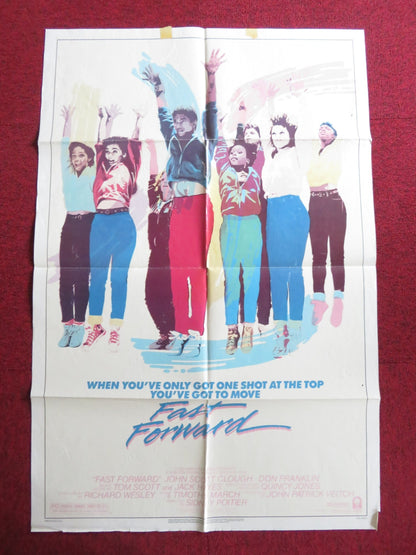 WHEN YOU'VE ONLY GOT ONE SHOT AT THE TOP
YOU'VE GOT TO MOVE
Fast
Forward
"FAST FORWARD" JOHN SCOTT CLOUGH DON FRANKLIN
TOM SCOTT AND JACK HAYES QUINCY JONES
RICHARD WESLEY TIMOTHY MARCH JOHN PATRICK VEITCH
SIDNEY POITIER